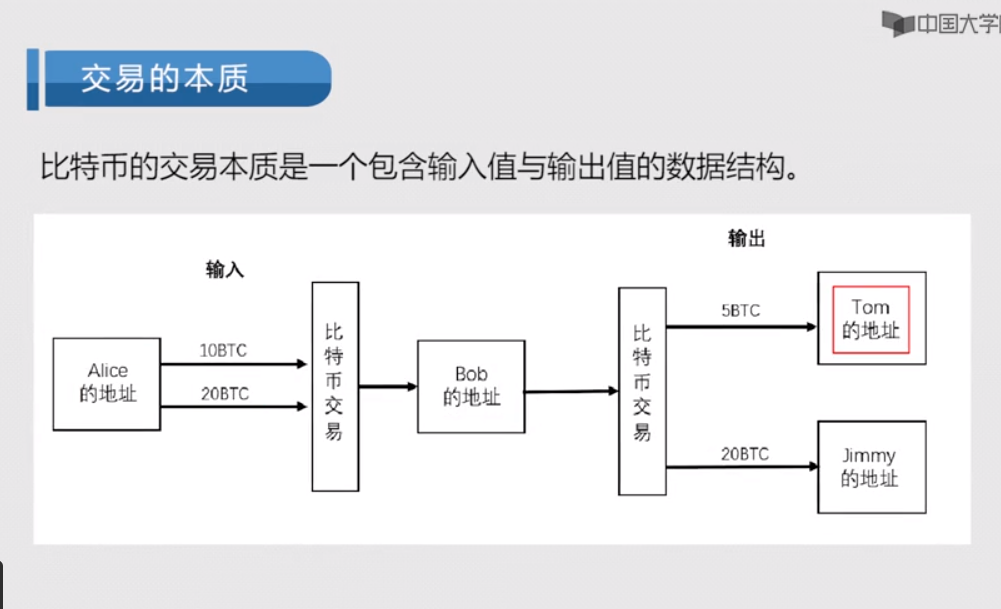 中国大学
交易的本质
比特币的交易本质是一个包含输入值与输出值的数据结构。
输出
输入
Alice
的地址
10BTC
20BTC
比
特
币
交
易
Bob
的地址
比
特
币
交
易
5BTC
Tom
的地址
20BTC
Jimmy
的地址